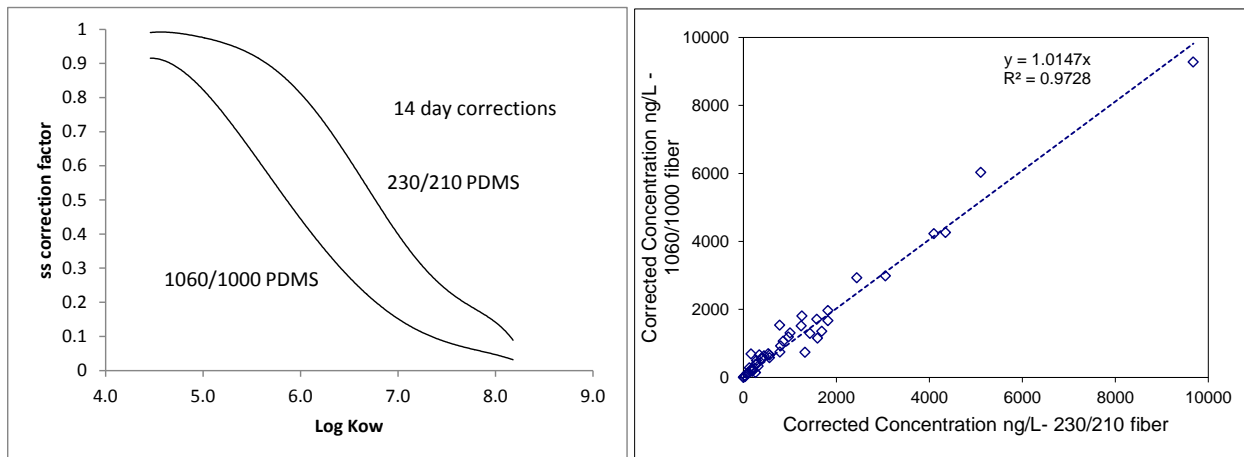 1
0.9
0.8
0.7
0.6
0.5
0.4
0.3
0.2
0.1
0
ss correction factor
14 day corrections
230/210 PDMS
1060/1000 PDMS
4.0 5.0 6.0 7.0 8.0 9.0
Log Kow
10000
8000
6000
4000
2000
0
Corrected Concentration ng/L -
1060/1000 fiber
y = 1.0147x
R² = 0.9728
0 2000 4000 6000 8000 10000
Corrected Concentration ng/L- 230/210 fiber